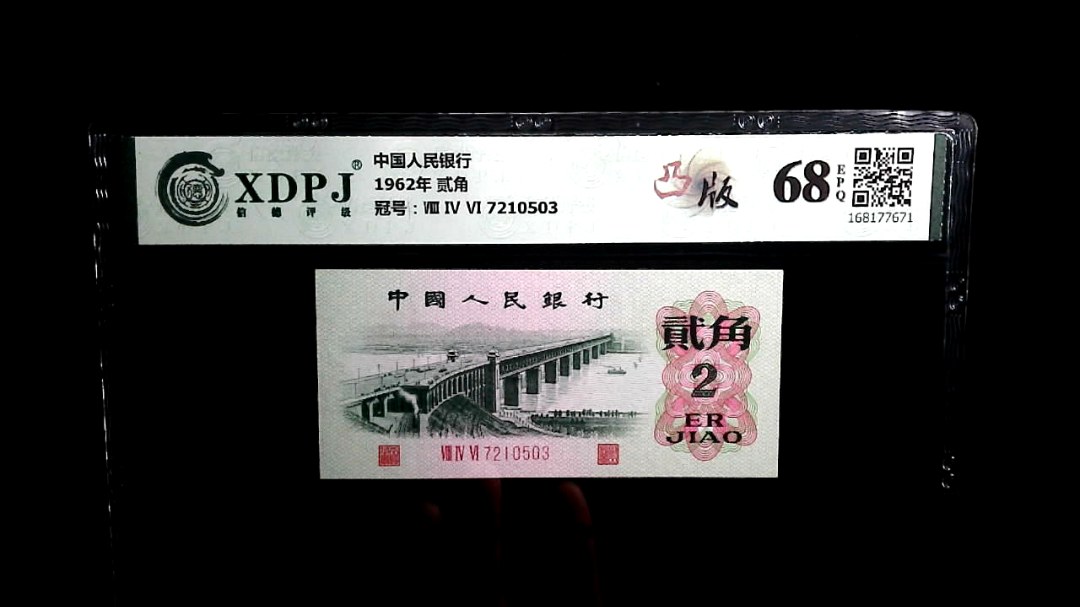 XDPJ®
信德评级
中国人民银行
1962年 贰角
冠号：Ⅷ Ⅳ Ⅵ 7210503
凸版
68
EPQ
168177671
中國人民銀行
貳角
2
ER
JIAO
Ⅷ Ⅳ Ⅵ 7210503